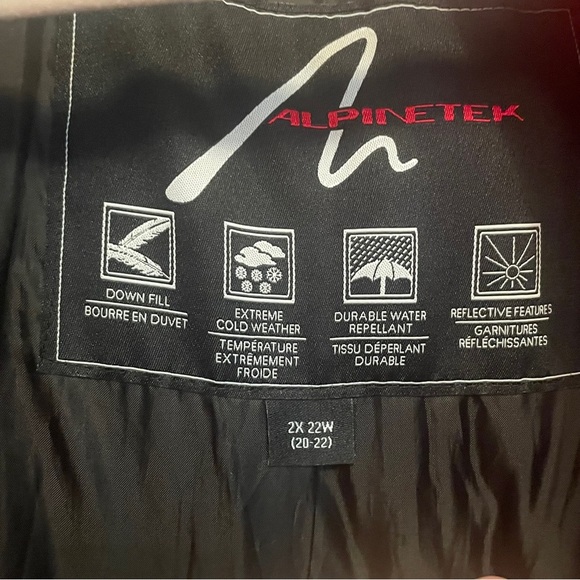 ALPINETEK
DOWN FILL
BOURRE EN DUVET
EXTREME
COLD WEATHER
TEMPÉRATURE
EXTRÊMEMENT
FROIDE
DURABLE WATER
REPELLANT
TISSU DÉPERLANT
DURABLE
REFLECTIVE FEATURES
GARNITURES
RÉFLÉCHISSANTES
2X 22W
(20-22)